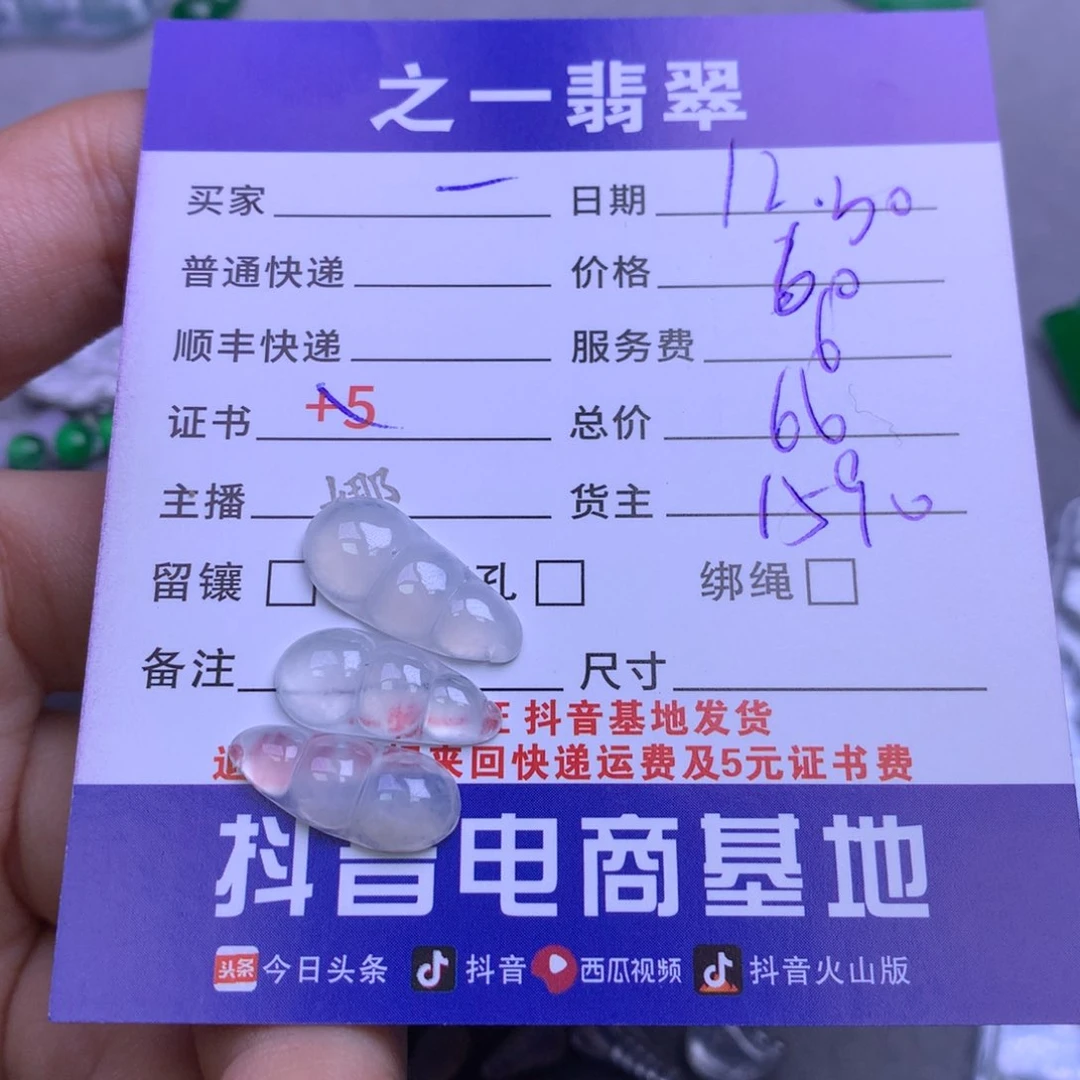 之一翡翠
买家 一 日期 12.30
普通快递 价格 60
顺丰快递 服务费 6
证书 +5 总价 66
主播 娜 货主 1590
留镶 孔 绑绳
备注 尺寸
抖音基地发货
来回快递运费及5元证书费
抖音电商基地
头条 今日头条 抖音 西瓜视频 抖音火山版